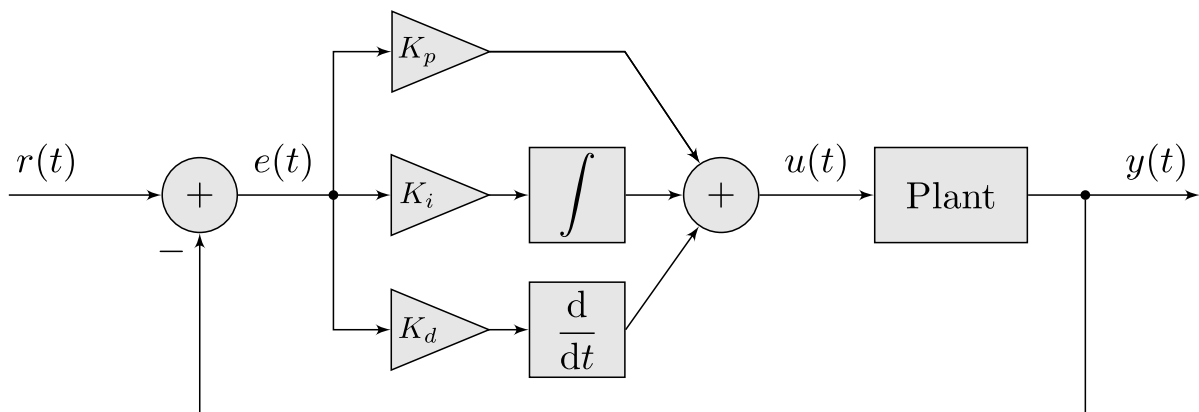 K_p
r(t) + e(t) K_i ∫ + u(t) Plant y(t)
−
K_d d/dt